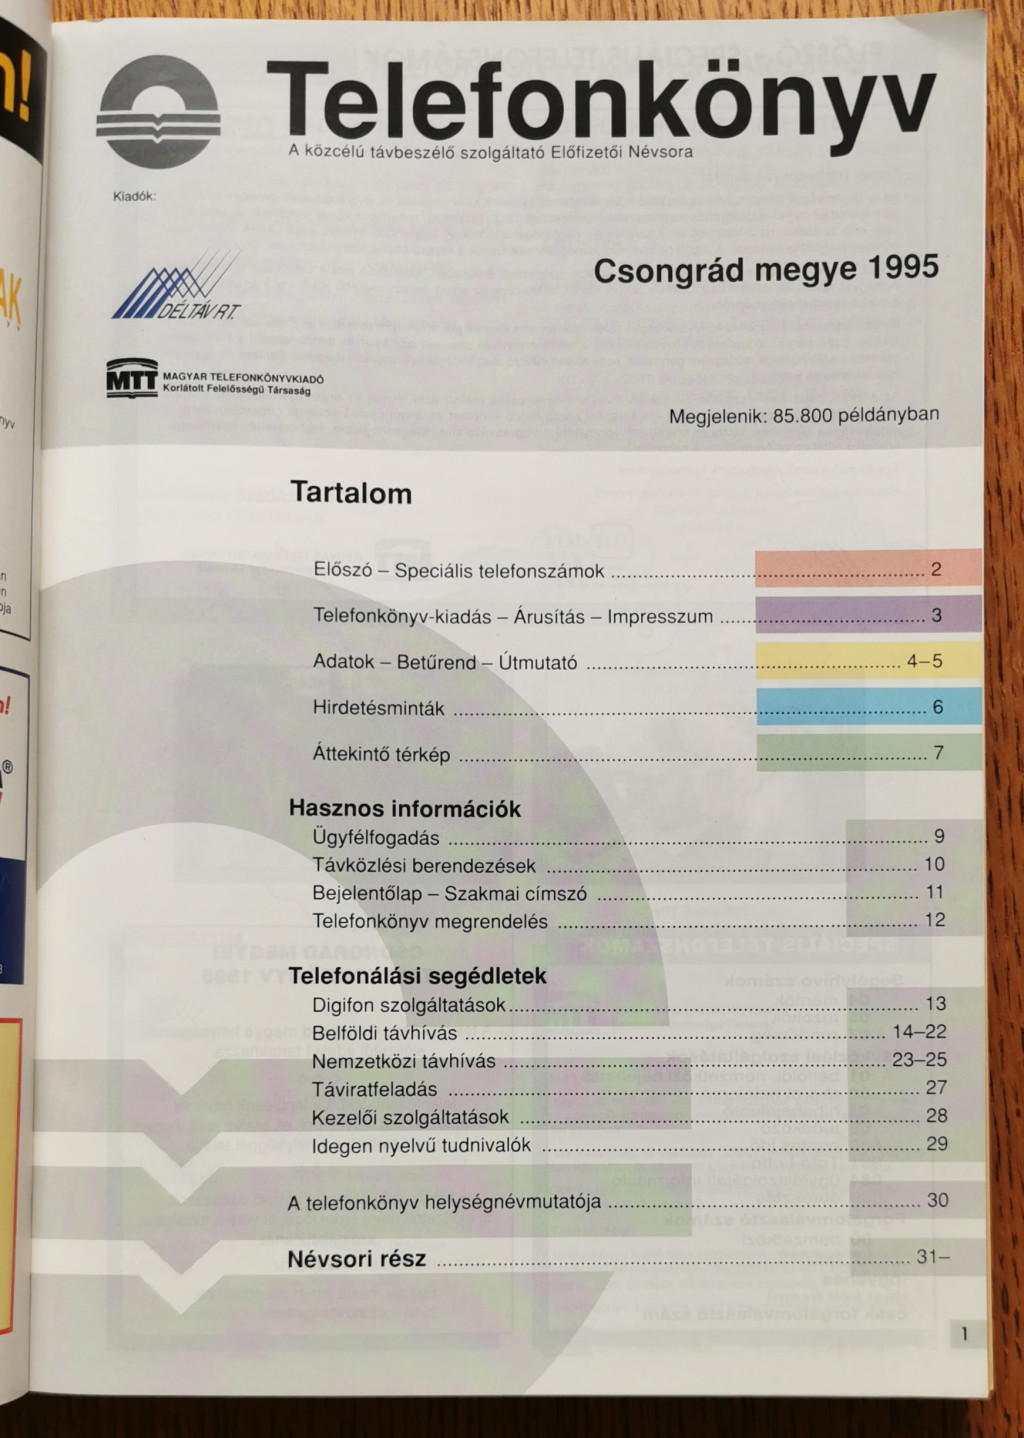 Telefonkönyv
A közcélú távbeszélő szolgáltató Előfizetői Névsora
Kiadók:
DÉLTÁV RT.
Csongrád megye 1995
MTT MAGYAR TELEFONKÖNYVKIADÓ
Korlátolt Felelősségű Társaság
Megjelenik: 85.800 példányban
Tartalom
Előszó – Speciális telefonszámok ........ 2
Telefonkönyv-kiadás – Árusítás – Impresszum ........ 3
Adatok – Betűrend – Útmutató ........ 4–5
Hirdetésminták ........ 6
Áttekintő térkép ........ 7
Hasznos információk
Ügyfélfogadás ........ 9
Távközlési berendezések ........ 10
Bejelentőlap – Szakmai címszó ........ 11
Telefonkönyv megrendelés ........ 12
Telefonálási segédletek
Digifon szolgáltatások ........ 13
Belföldi távhívás ........ 14–22
Nemzetközi távhívás ........ 23–25
Táviratfeladás ........ 27
Kezelői szolgáltatások ........ 28
Idegen nyelvű tudnivalók ........ 29
A telefonkönyv helységnévmutatója ........ 30
Névsori rész ........ 31–
1